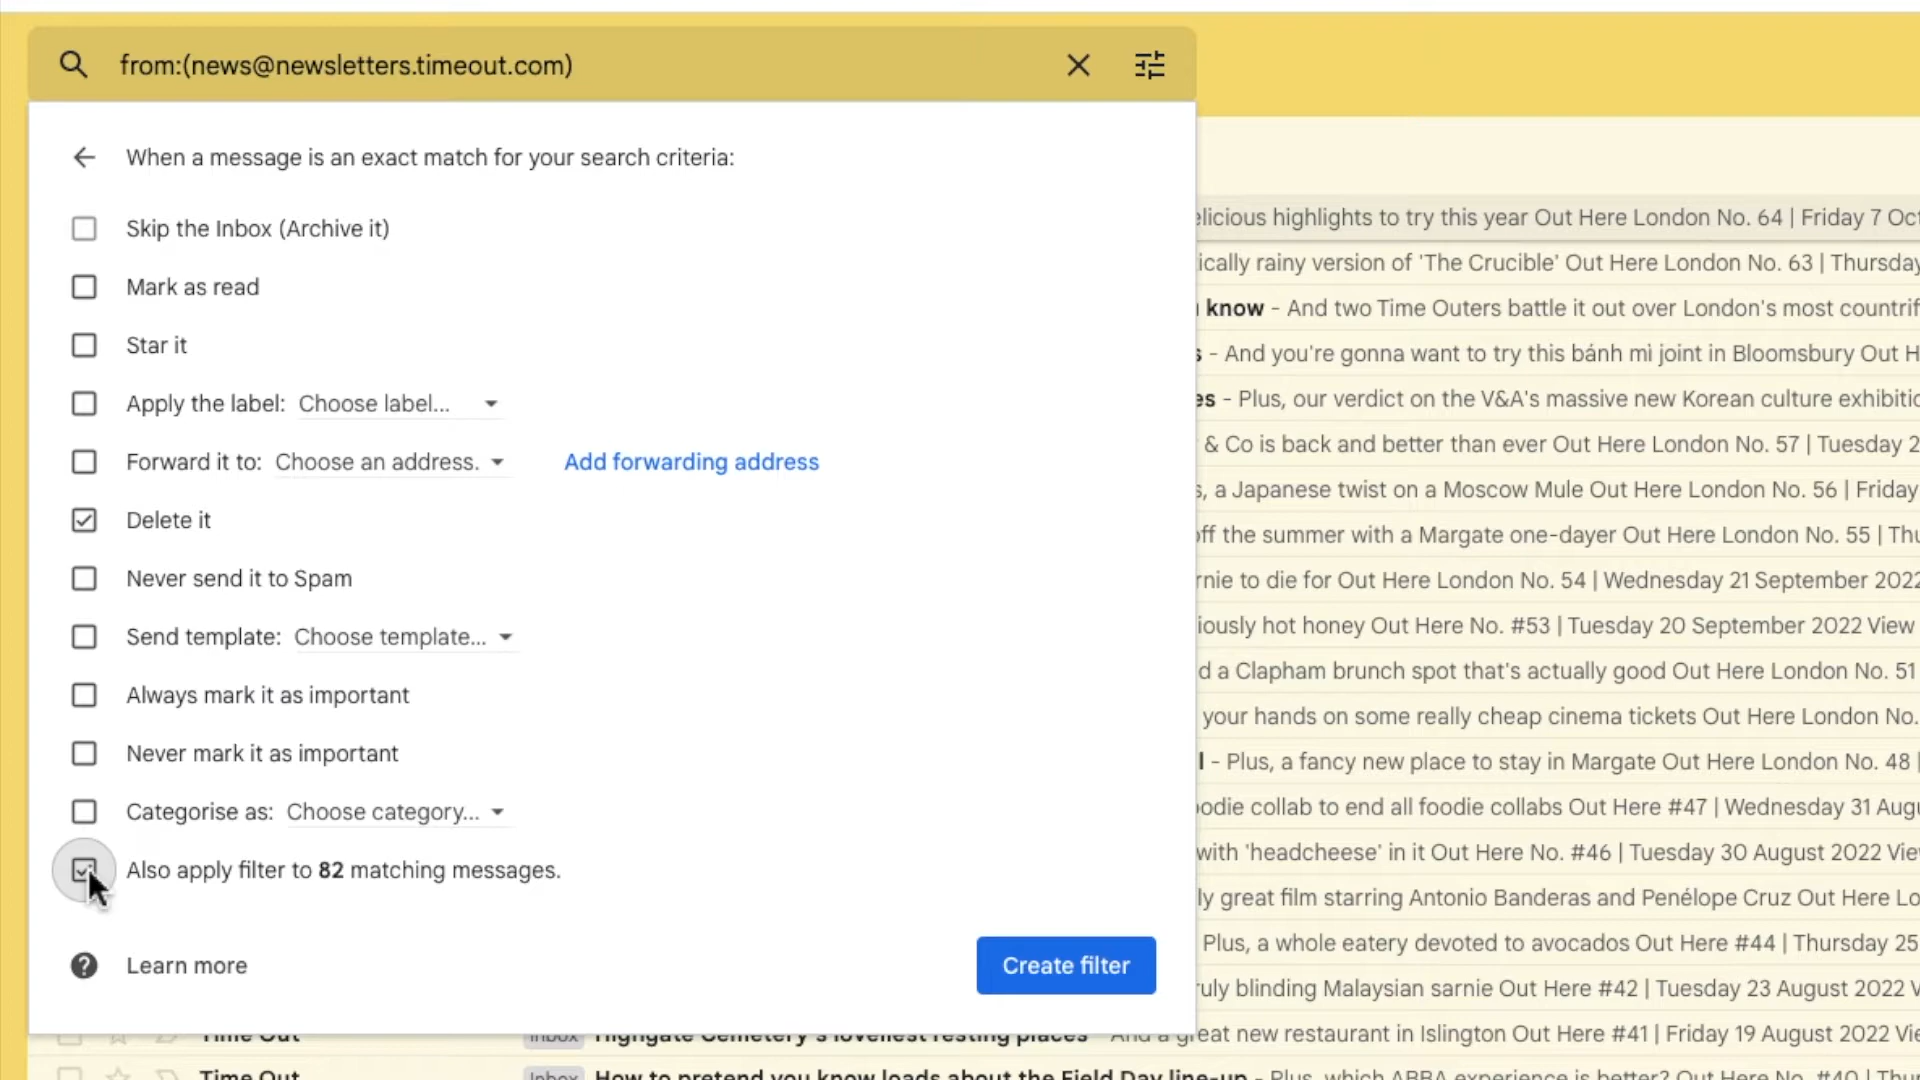 from:(news@newsletters.timeout.com)
When a message is an exact match for your search criteria:
Skip the Inbox (Archive it)
Mark as read
Star it
Apply the label: Choose label...
Forward it to: Choose an address. Add forwarding address
Delete it
Never send it to Spam
Send template: Choose template...
Always mark it as important
Never mark it as important
Categorise as: Choose category...
Also apply filter to 82 matching messages.
Learn more
Create filter
elicious highlights to try this year Out Here London No. 64 | Friday 7 Oct
ically rainy version of 'The Crucible' Out Here London No. 63 | Thursday
know - And two Time Outers battle it out over London's most countrif
s - And you're gonna want to try this bánh mì joint in Bloomsbury Out H
es - Plus, our verdict on the V&A's massive new Korean culture exhibitio
& Co is back and better than ever Out Here London No. 57 | Tuesday 2
s, a Japanese twist on a Moscow Mule Out Here London No. 56 | Friday
off the summer with a Margate one-dayer Out Here London No. 55 | Thu
rnie to die for Out Here London No. 54 | Wednesday 21 September 2022
iously hot honey Out Here No. #53 | Tuesday 20 September 2022 View
d a Clapham brunch spot that's actually good Out Here London No. 51
your hands on some really cheap cinema tickets Out Here London No.
l - Plus, a fancy new place to stay in Margate Out Here London No. 48 |
oodie collab to end all foodie collabs Out Here #47 | Wednesday 31 Augu
with 'headcheese' in it Out Here No. #46 | Tuesday 30 August 2022 Vie
ly great film starring Antonio Banderas and Penélope Cruz Out Here Lo
Plus, a whole eatery devoted to avocados Out Here #44 | Thursday 25
ruly blinding Malaysian sarnie Out Here #42 | Tuesday 23 August 2022 V
Time Out Inbox Highgate Cemetery's loveliest resting places - And a great new restaurant in Islington Out Here #41 | Friday 19 August 2022 Vie
Time Out Inbox How to pretend you know loads about the Field Day line-up - Plus, which ABBA experience is better? Out Here No. #40 | Thurs